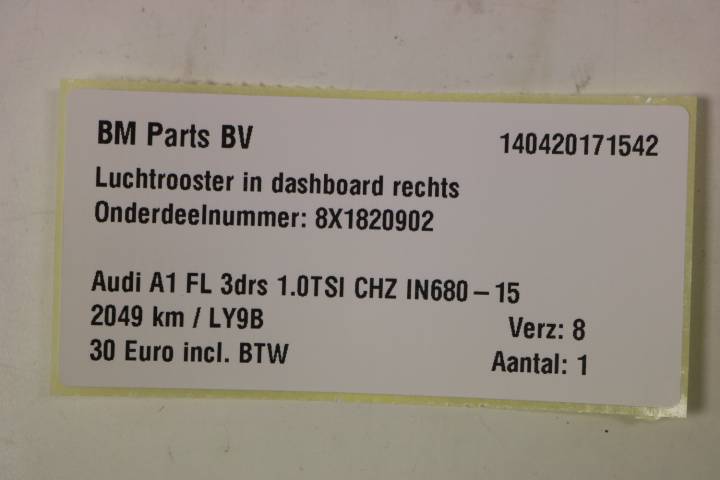 BM Parts BV 140420171542
Luchtrooster in dashboard rechts
Onderdeelnummer: 8X1820902
Audi A1 FL 3drs 1.0TSI CHZ IN680-15
2049 km / LY9B Verz: 8
30 Euro incl. BTW Aantal: 1